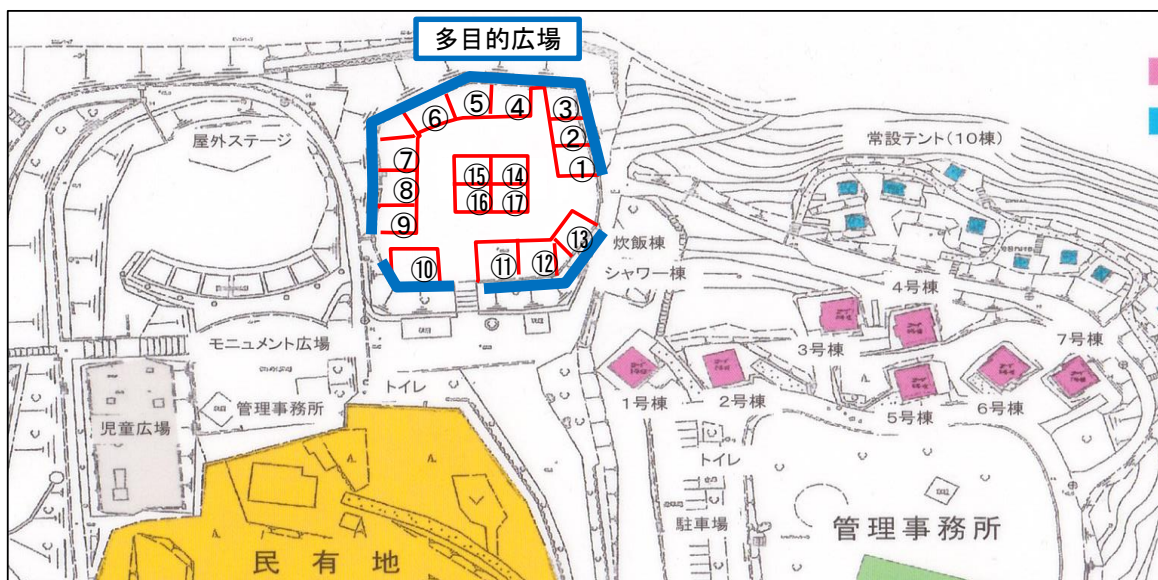 多目的広場
⑤
④
③
⑥
②
屋外ステージ
常設テント(10棟)
⑦
⑮
⑭
①
⑧
⑯
⑰
⑨
⑬
炊飯棟
⑩
⑪
⑫
シャワー棟
4号棟
モニュメント広場
3号棟
7号棟
トイレ
管理事務所
1号棟
2号棟
5号棟
6号棟
児童広場
トイレ
駐車場
管理事務所
民有地